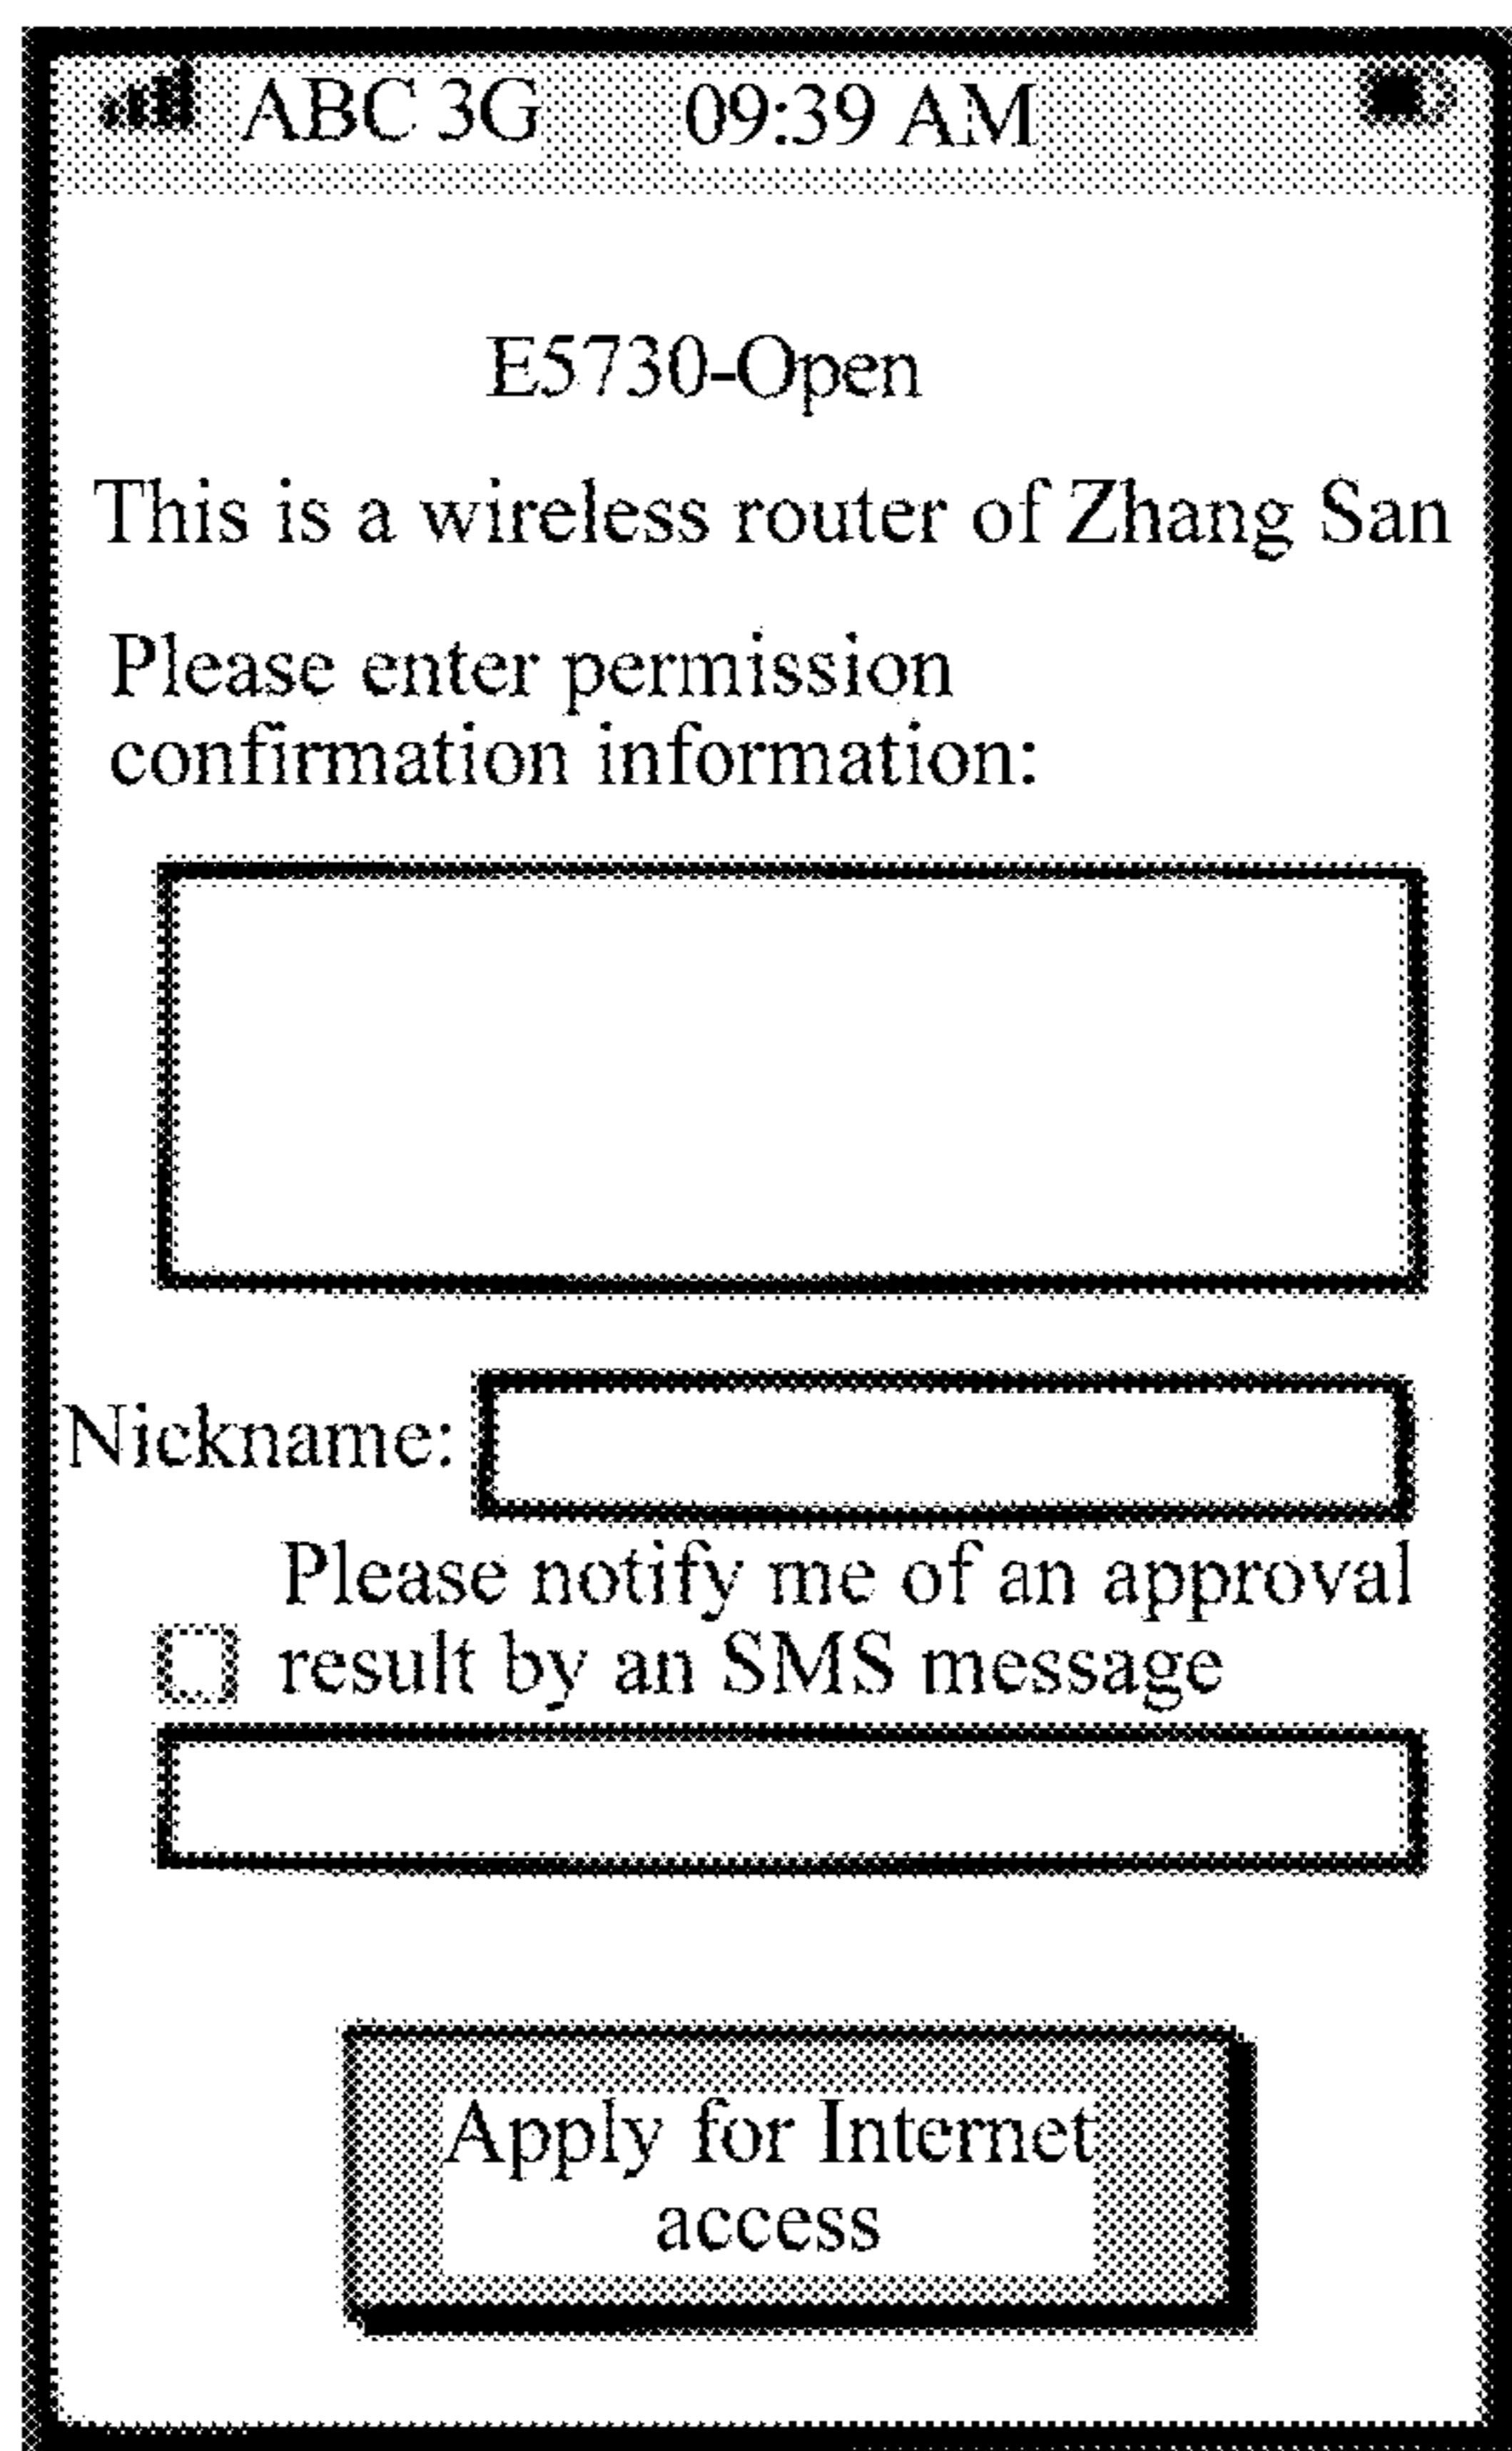 ABC 3G 09:39 AM
E5730-Open
This is a wireless router of Zhang San
Please enter permission
confirmation information:
Nickname:
Please notify me of an approval
result by an SMS message
Apply for Internet
access